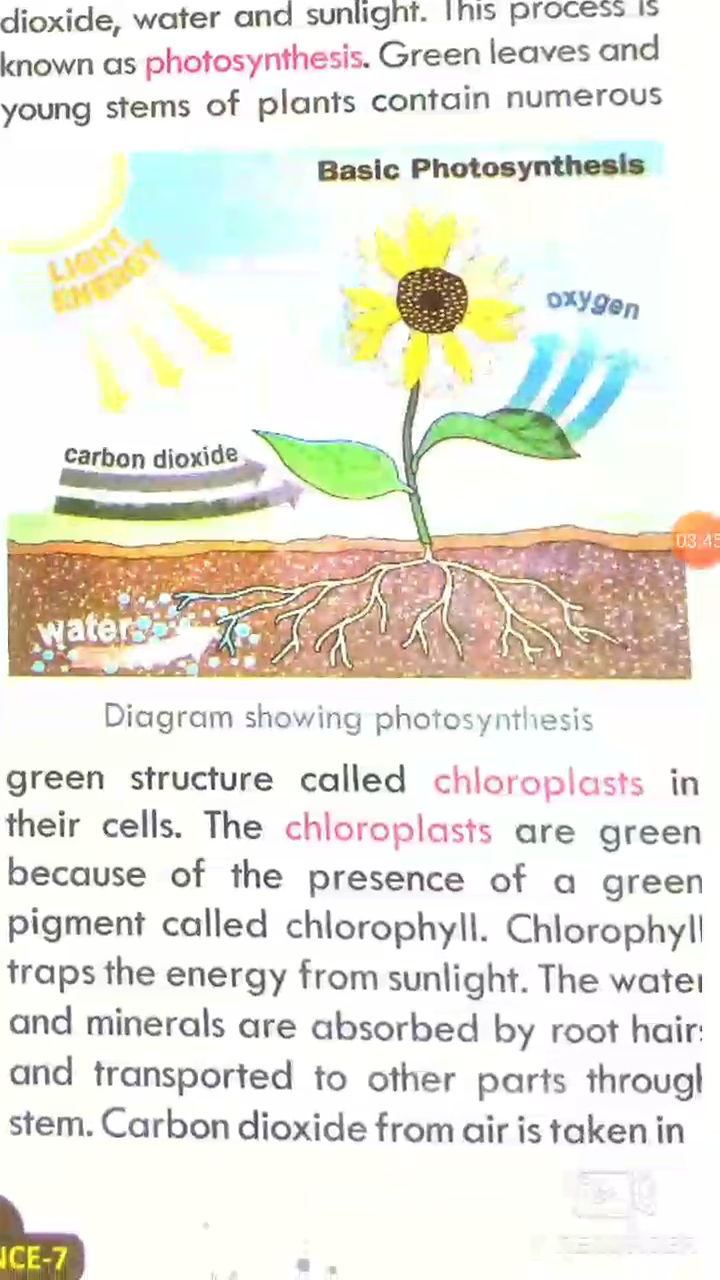 dioxide, water and sunlight. This process is
known as photosynthesis. Green leaves and
young stems of plants contain numerous
Basic Photosynthesis
LIGHT
ENERGY
oxygen
carbon dioxide
03:45
water
Diagram showing photosynthesis
green structure called chloroplasts in
their cells. The chloroplasts are green
because of the presence of a green
pigment called chlorophyll. Chlorophyll
traps the energy from sunlight. The water
and minerals are absorbed by root hair
and transported to other parts throug
stem. Carbon dioxide from air is taken in
NCE-7